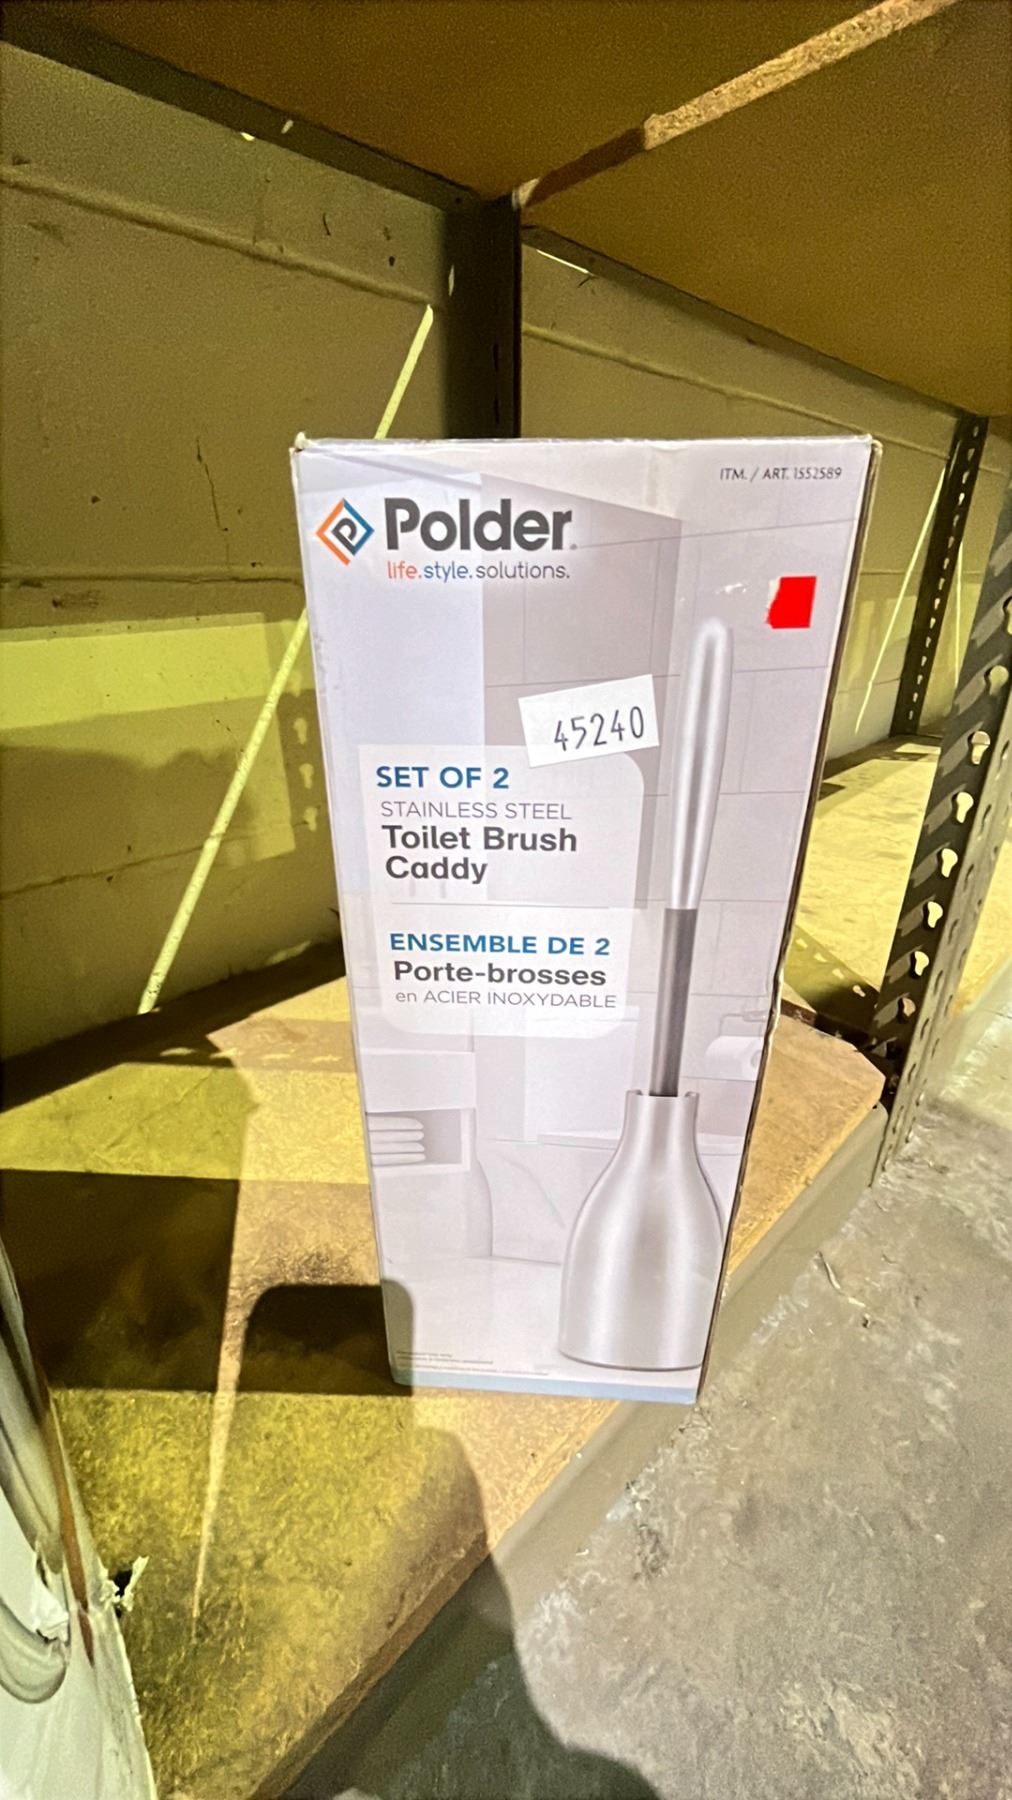 ITM. / ART. 1552589
Polder
life.style.solutions.
45240
SET OF 2
STAINLESS STEEL
Toilet Brush
Caddy
ENSEMBLE DE 2
Porte-brosses
en ACIER INOXYDABLE